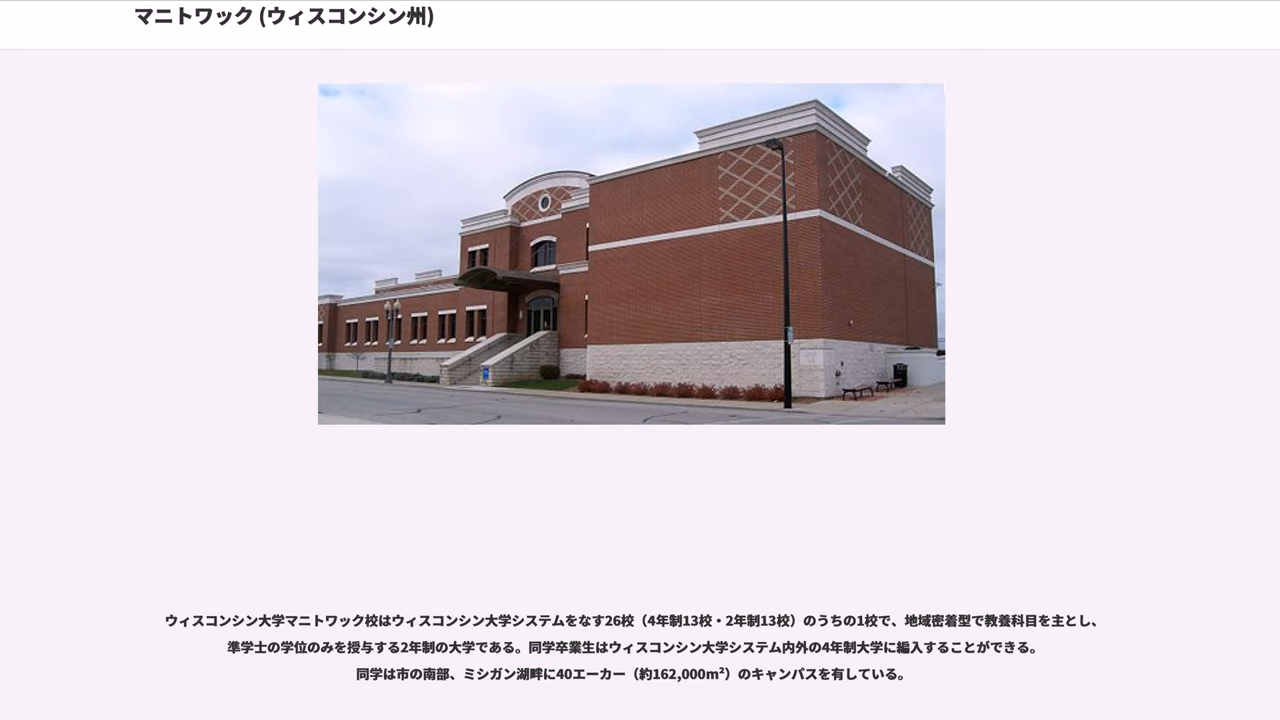 マニトワック (ウィスコンシン州)
ウィスコンシン大学マニトワック校はウィスコンシン大学システムをなす26校（4年制13校・2年制13校）のうちの1校で、地域密着型で教養科目を主とし、
準学士の学位のみを授与する2年制の大学である。同学卒業生はウィスコンシン大学システム内外の4年制大学に編入することができる。
同学は市の南部、ミシガン湖畔に40エーカー（約162,000m²）のキャンパスを有している。